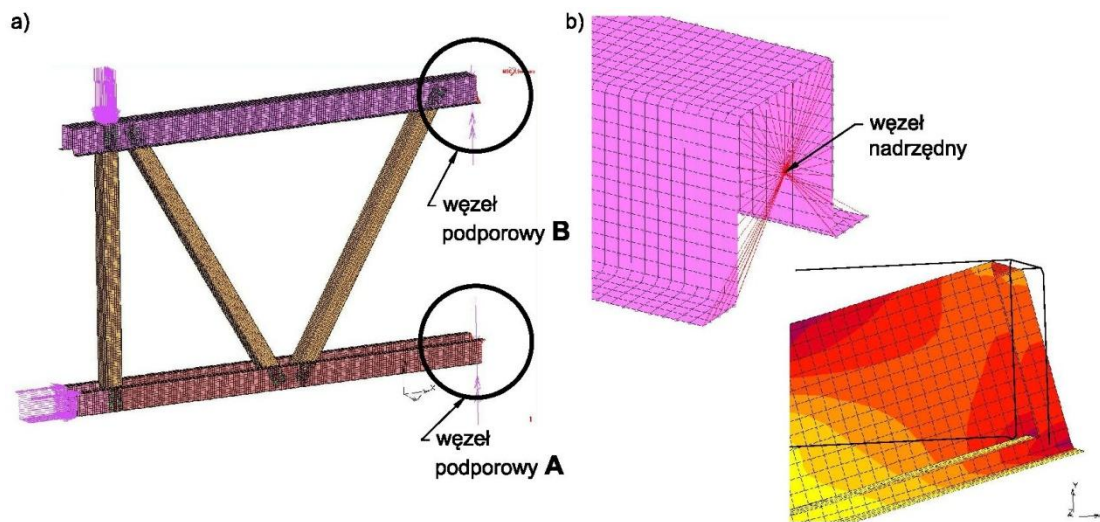 a)
b)
węzeł
nadrzędny
węzeł
podporowy B
węzeł
podporowy A
X
Y
Z